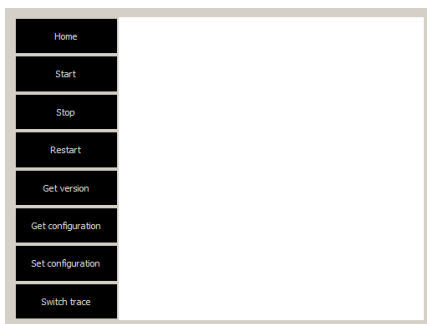 Home
Start
Stop
Restart
Get version
Get configuration
Set configuration
Switch trace